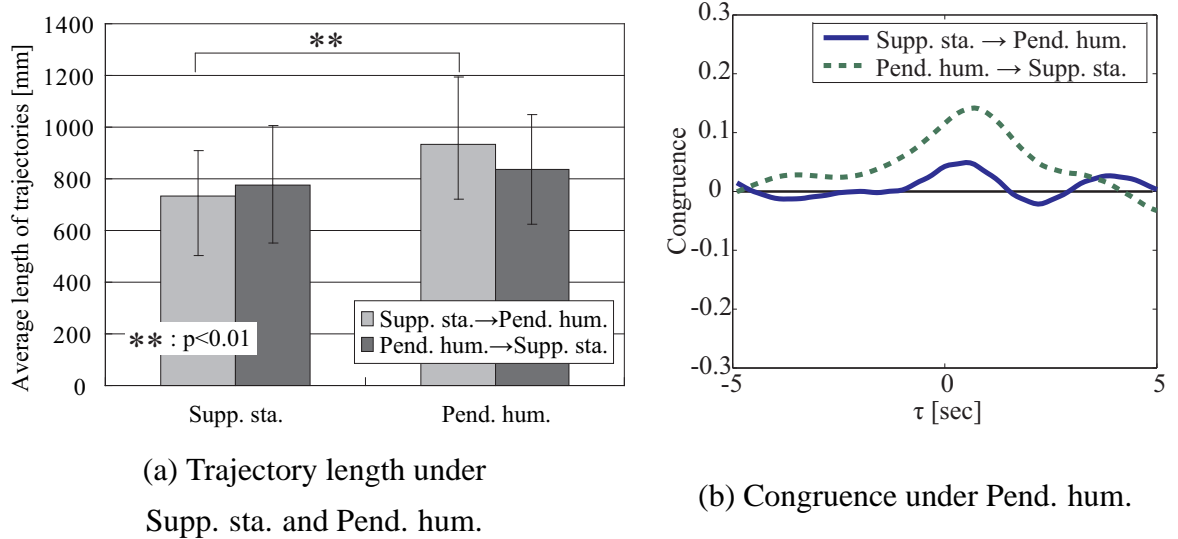 1400
1200
1000
800
600
400
200
0
Average length of trajectories [mm]
**
** : p<0.01
Supp. sta.→Pend. hum.
Pend. hum.→Supp. sta.
Supp. sta.
Pend. hum.
(a) Trajectory length under
Supp. sta. and Pend. hum.
0.3
0.2
0.1
0
-0.1
-0.2
-0.3
Congruence
Supp. sta. → Pend. hum.
Pend. hum. → Supp. sta.
-5
0
5
τ [sec]
(b) Congruence under Pend. hum.